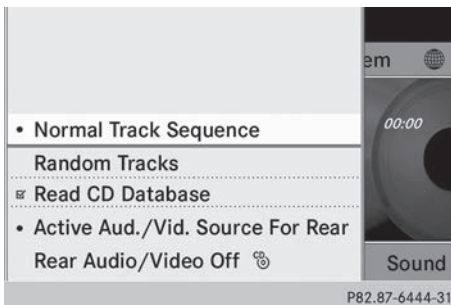 em
00:00
• Normal Track Sequence
Random Tracks
Read CD Database
• Active Aud./Vid. Source For Rear
Rear Audio/Video Off CD
Sound
P82.87-6444-31